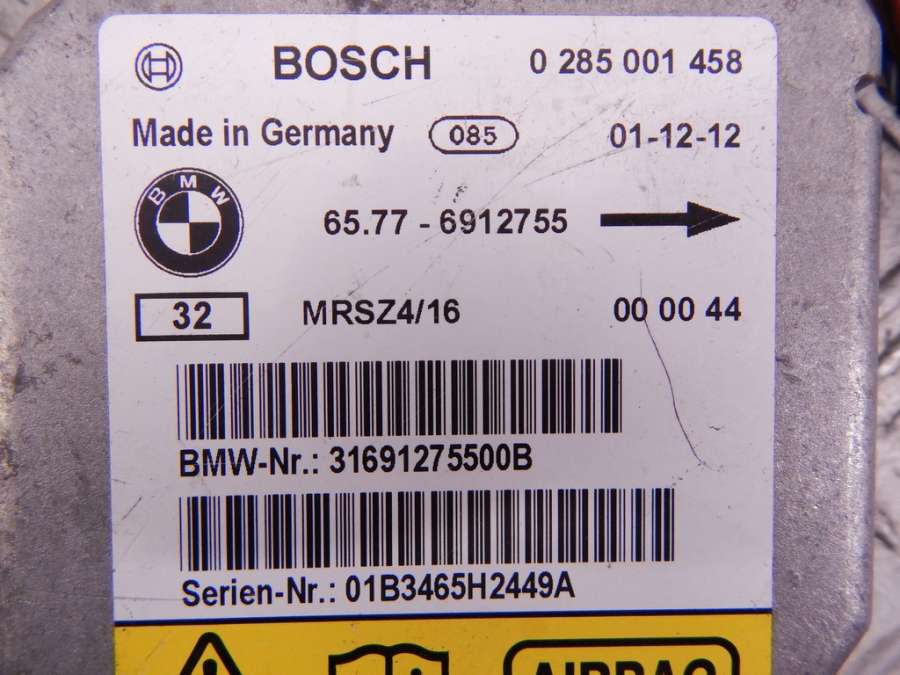 BOSCH 0 285 001 458
Made in Germany 085 01-12-12
BMW
65.77 - 6912755
32 MRSZ4/16 00 00 44
BMW-Nr.: 31691275500B
Serien-Nr.: 01B3465H2449A
AIRBAG